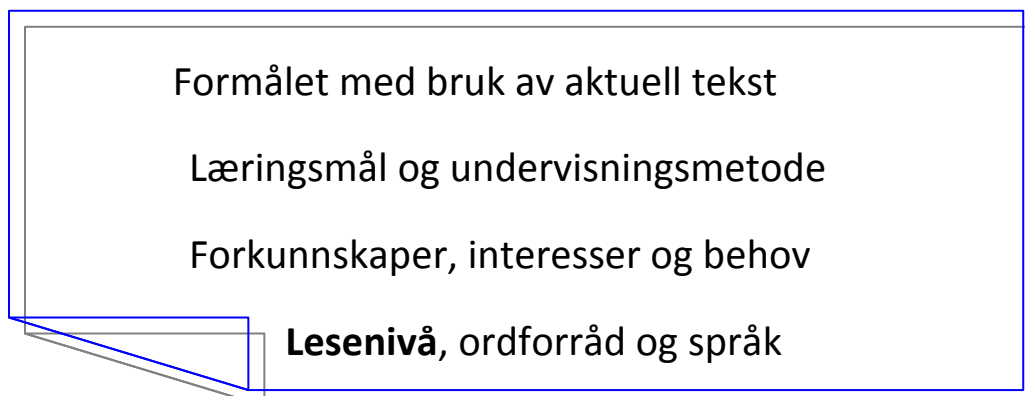 Formålet med bruk av aktuell tekst
Læringsmål og undervisningsmetode
Forkunnskaper, interesser og behov
Lesenivå, ordforråd og språk